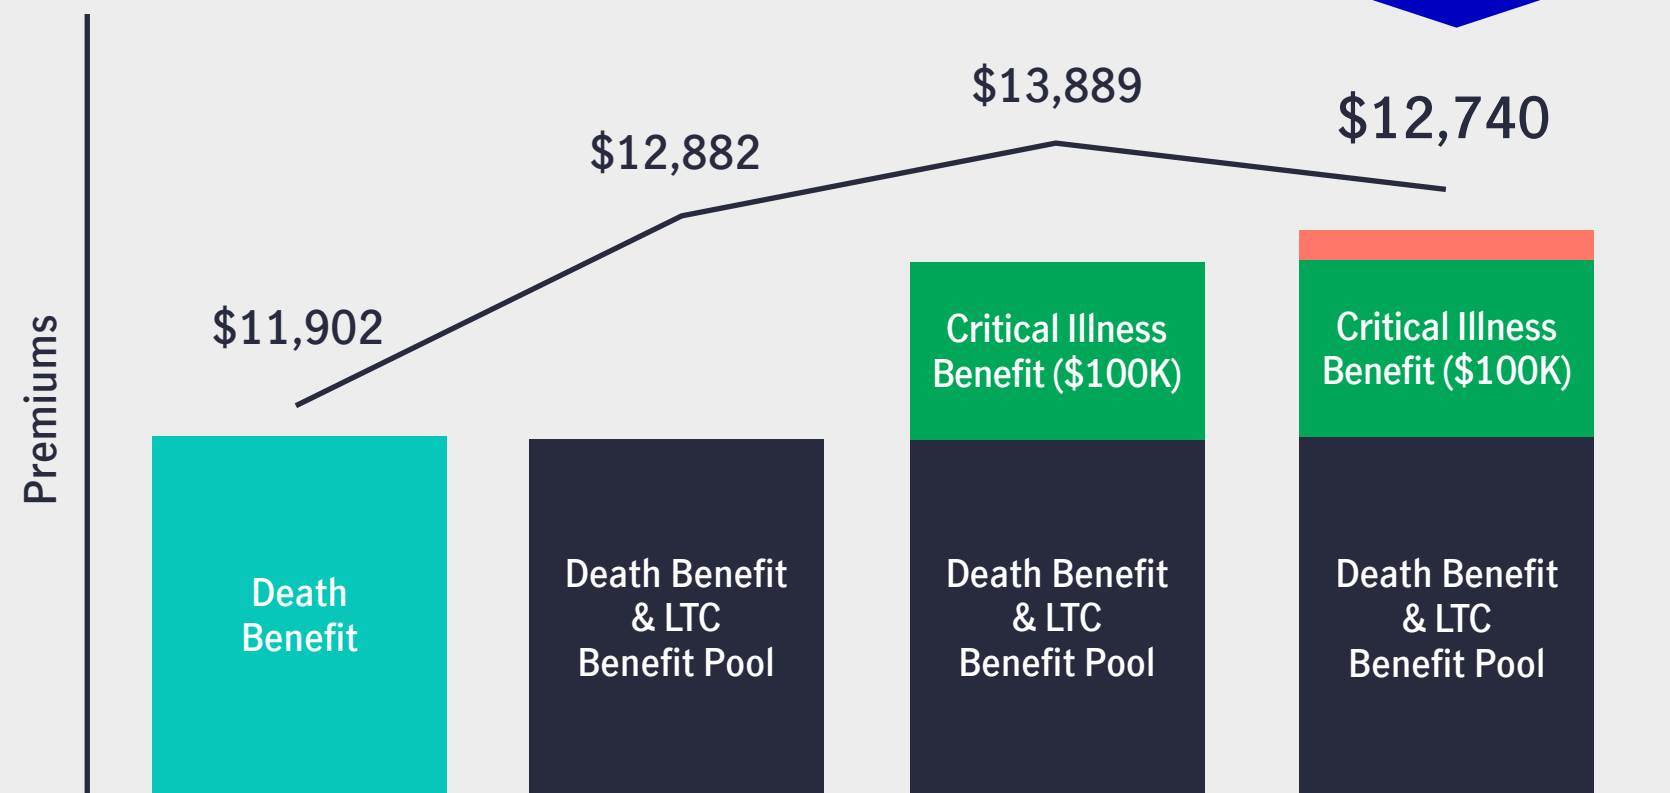 Premiums
$11,902
$12,882
$13,889
$12,740
Death
Benefit
Death Benefit
& LTC
Benefit Pool
Critical Illness
Benefit ($100K)
Death Benefit
& LTC
Benefit Pool
Critical Illness
Benefit ($100K)
Death Benefit
& LTC
Benefit Pool